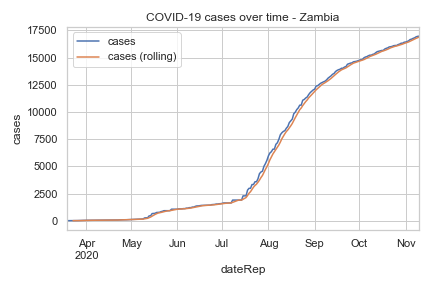 COVID-19 cases over time - Zambia
cases
cases (rolling)
17500
15000
12500
10000
7500
5000
2500
0
cases
Apr
2020
May
Jun
Jul
Aug
Sep
Oct
Nov
dateRep